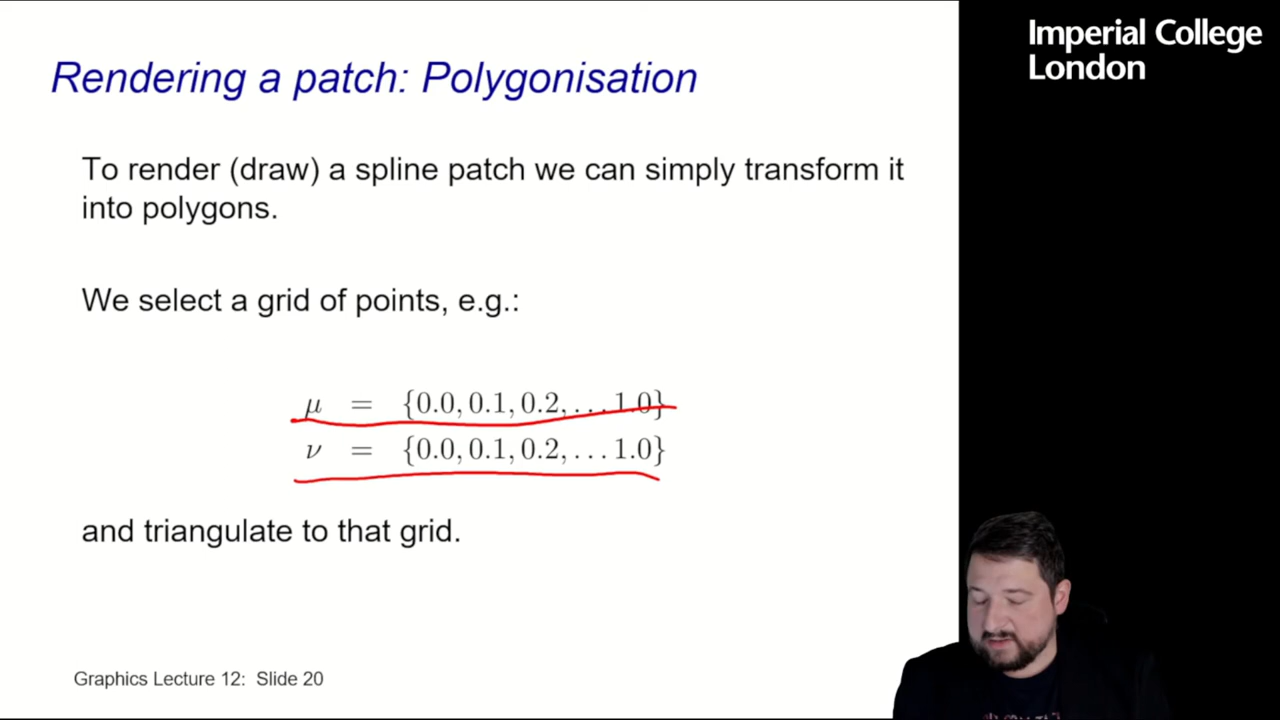 Imperial College
London
Rendering a patch: Polygonisation
To render (draw) a spline patch we can simply transform it
into polygons.
We select a grid of points, e.g.:
μ = {0.0, 0.1, 0.2, . . . 1.0}
ν = {0.0, 0.1, 0.2, . . . 1.0}
and triangulate to that grid.
Graphics Lecture 12: Slide 20